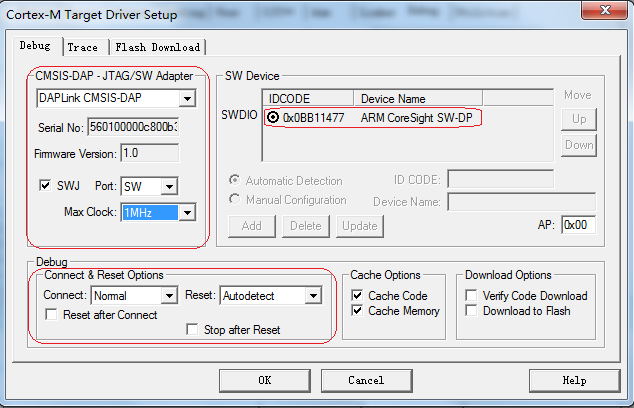 Cortex-M Target Driver Setup
Debug Trace Flash Download
CMSIS-DAP - JTAG/SW Adapter
DAPLink CMSIS-DAP
Serial No: 560100000c800b3
Firmware Version: 1.0
SWJ Port: SW
Max Clock: 1MHz
SW Device
IDCODE Device Name
SWDIO 0x0BB11477 ARM CoreSight SW-DP
Move
Up
Down
Automatic Detection ID CODE:
Manual Configuration Device Name:
Add Delete Update AP: 0x00
Debug
Connect & Reset Options
Connect: Normal Reset: Autodetect
Reset after Connect
Stop after Reset
Cache Options
Cache Code
Cache Memory
Download Options
Verify Code Download
Download to Flash
OK Cancel Help